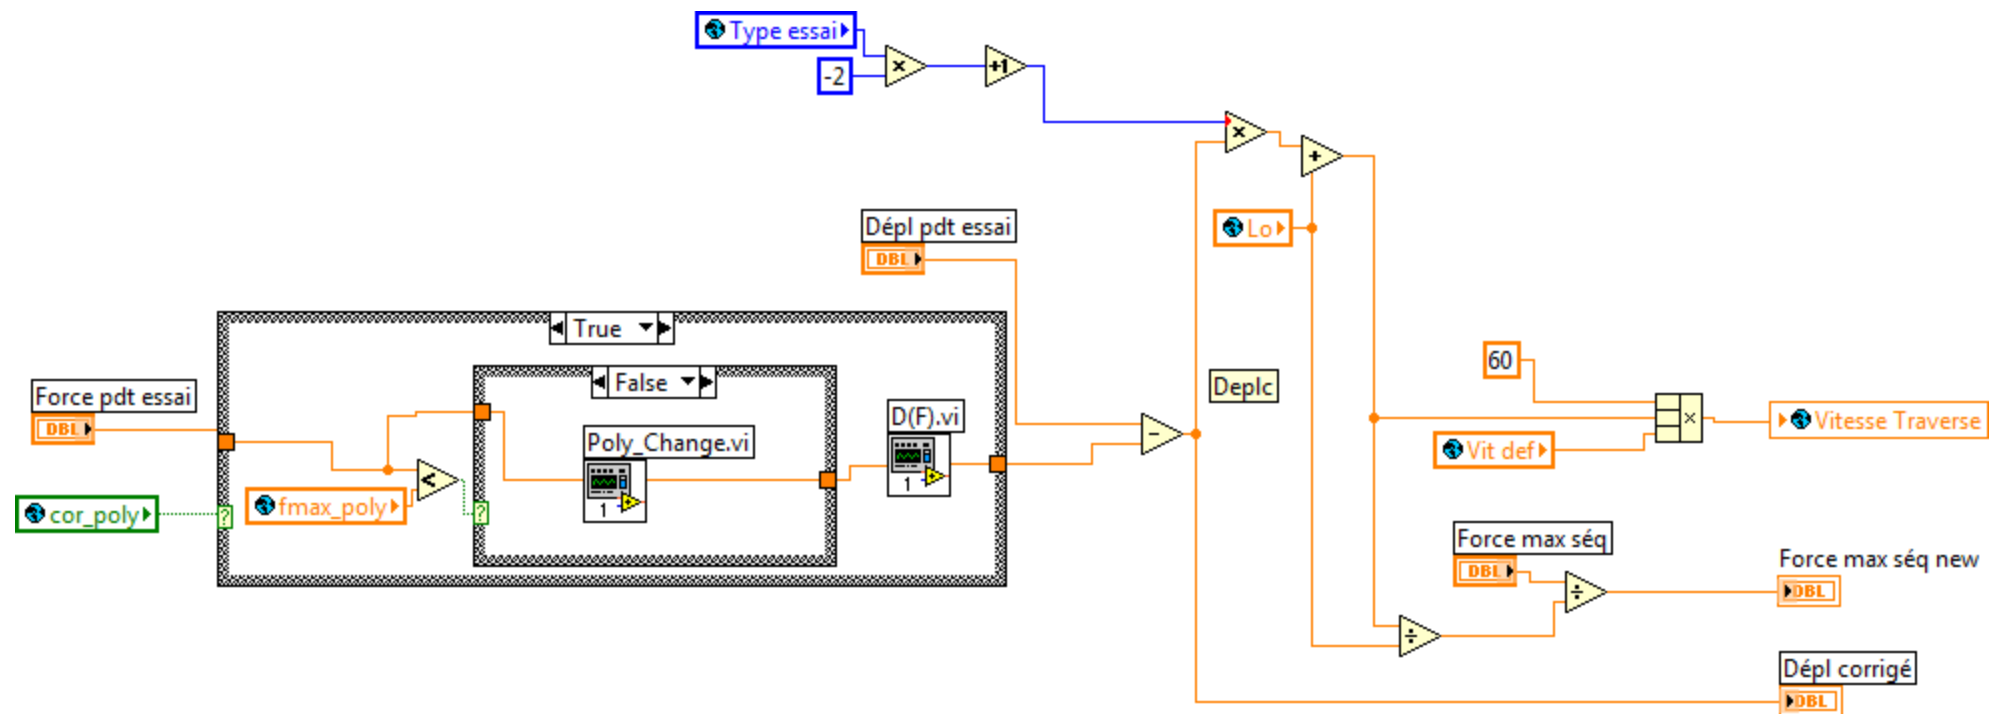 Type essai
-2
×
+1
×
+
Lo
Dépl pdt essai
DBL
True
False
Force pdt essai
DBL
Poly_Change.vi
1
D(F).vi
1
<
fmax_poly
cor_poly
?
?
-
Deplc
60
×
Vit def
Vitesse Traverse
Force max séq
DBL
÷
÷
Force max séq new
DBL
Dépl corrigé
DBL